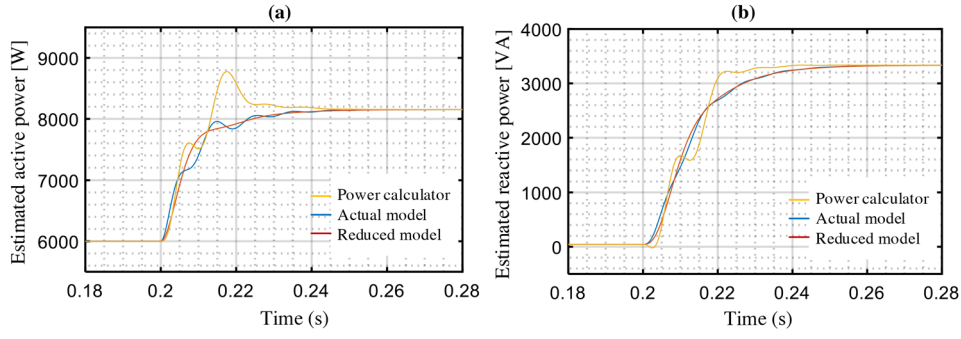 (a)
Estimated active power [W]
9000
8000
7000
6000
Power calculator
Actual model
Reduced model
0.18 0.2 0.22 0.24 0.26 0.28
Time (s)
(b)
Estimated reactive power [VA]
4000
3000
2000
1000
0
Power calculator
Actual model
Reduced model
0.18 0.2 0.22 0.24 0.26 0.28
Time (s)